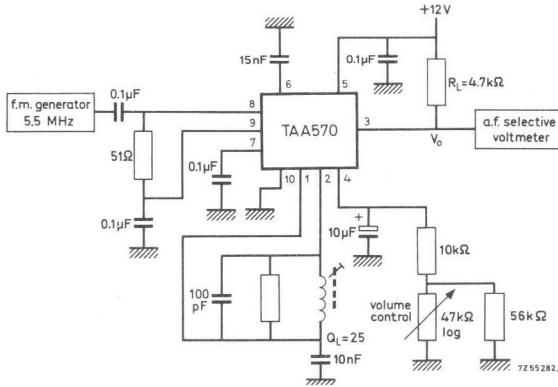 +12V
15nF
0.1µF
6
5
R_L=4.7kΩ
f.m. generator
5,5 MHz
0.1µF
8
9
7
TAA570
3
V_o
a.f. selective
voltmeter
51Ω
0.1µF
10
1
2
4
0.1µF
+
10µF
10kΩ
100
pF
Q_L=25
10nF
volume
control
47kΩ
log
56kΩ
7Z55282